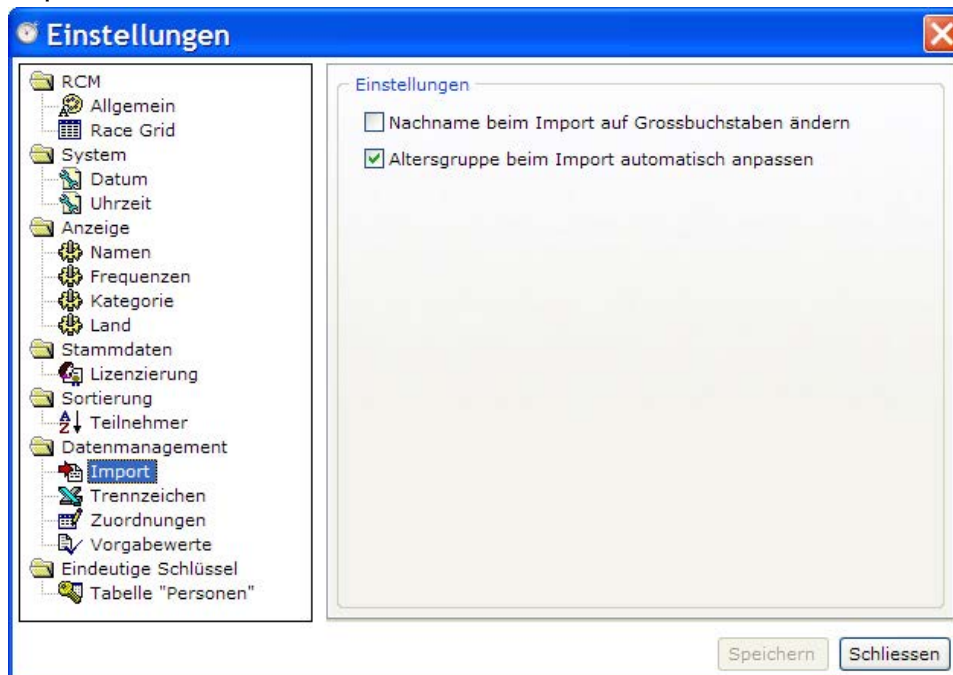 Einstellungen
RCM
Allgemein
Race Grid
System
Datum
Uhrzeit
Anzeige
Namen
Frequenzen
Kategorie
Land
Stammdaten
Lizenzierung
Sortierung
Teilnehmer
Datenmanagement
Import
Trennzeichen
Zuordnungen
Vorgabewerte
Eindeutige Schlüssel
Tabelle "Personen"
Einstellungen
Nachname beim Import auf Grossbuchstaben ändern
Altersgruppe beim Import automatisch anpassen
Speichern
Schliessen